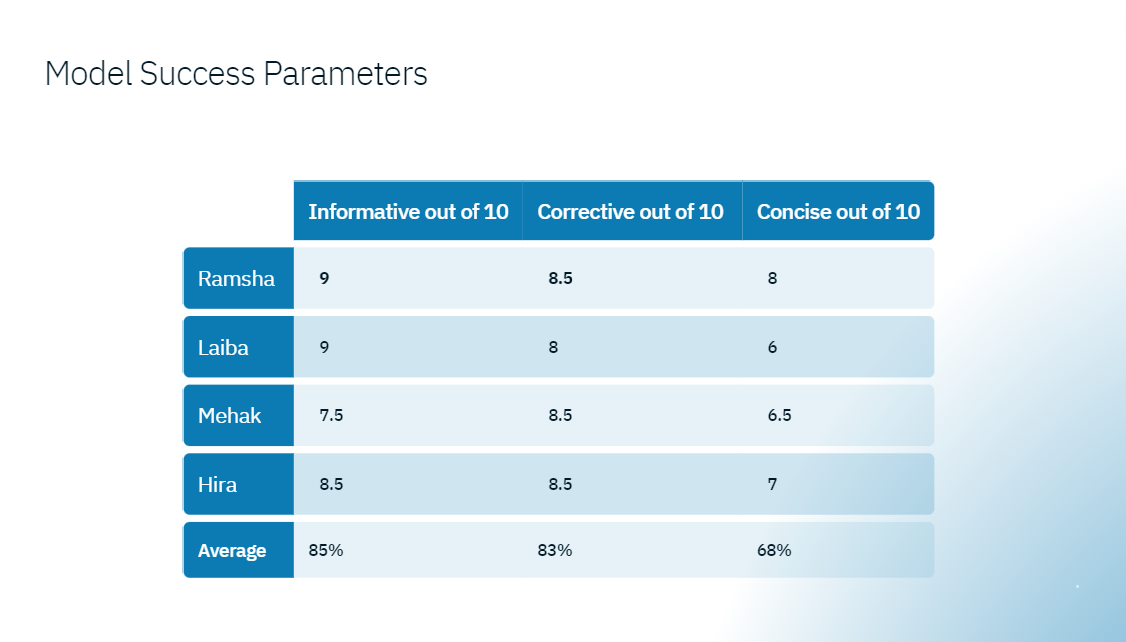 Model Success Parameters
Informative out of 10 Corrective out of 10 Concise out of 10
Ramsha 9 8.5 8
Laiba 9 8 6
Mehak 7.5 8.5 6.5
Hira 8.5 8.5 7
Average 85% 83% 68%